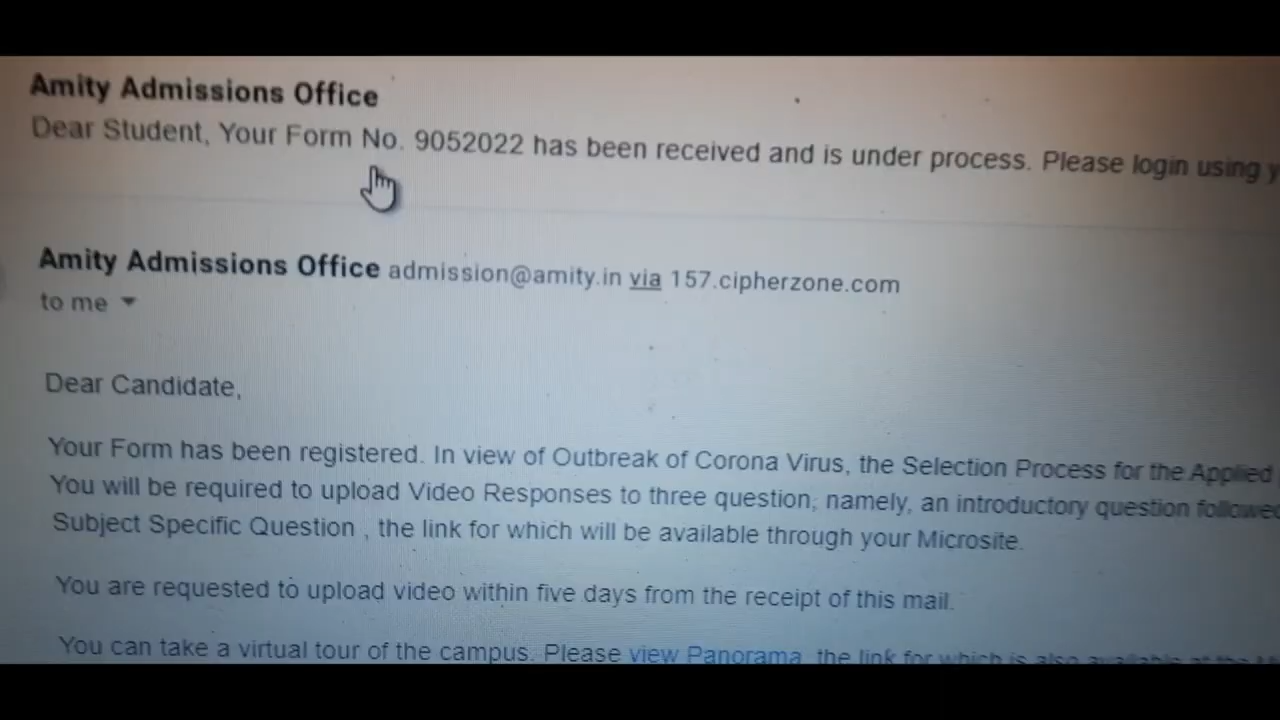 Amity Admissions Office
Dear Student, Your Form No. 9052022 has been received and is under process. Please login using y
Amity Admissions Office admission@amity.in via 157.cipherzone.com
to me
Dear Candidate,
Your Form has been registered. In view of Outbreak of Corona Virus, the Selection Process for the Applied
You will be required to upload Video Responses to three question, namely, an introductory question followed
Subject Specific Question , the link for which will be available through your Microsite.
You are requested to upload video within five days from the receipt of this mail.
You can take a virtual tour of the campus. Please view Panorama, the link for which is also available at the